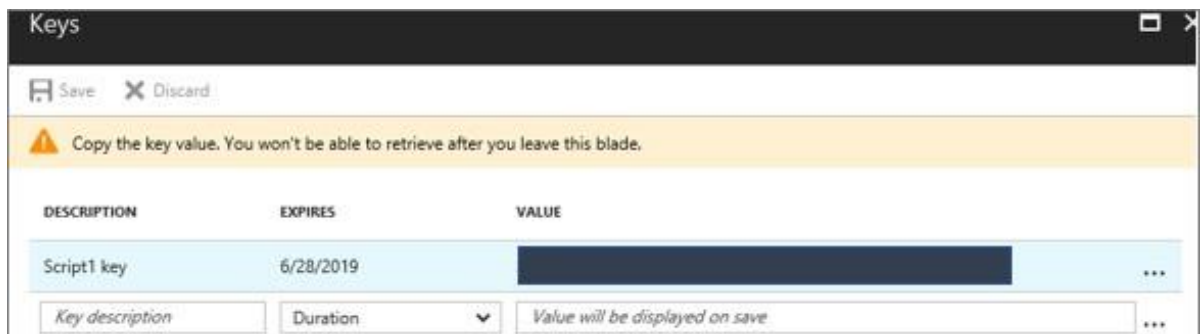 Keys
Save Discard
Copy the key value. You won't be able to retrieve after you leave this blade.
DESCRIPTION EXPIRES VALUE
Script1 key 6/28/2019 ...
Key description Duration Value will be displayed on save ...